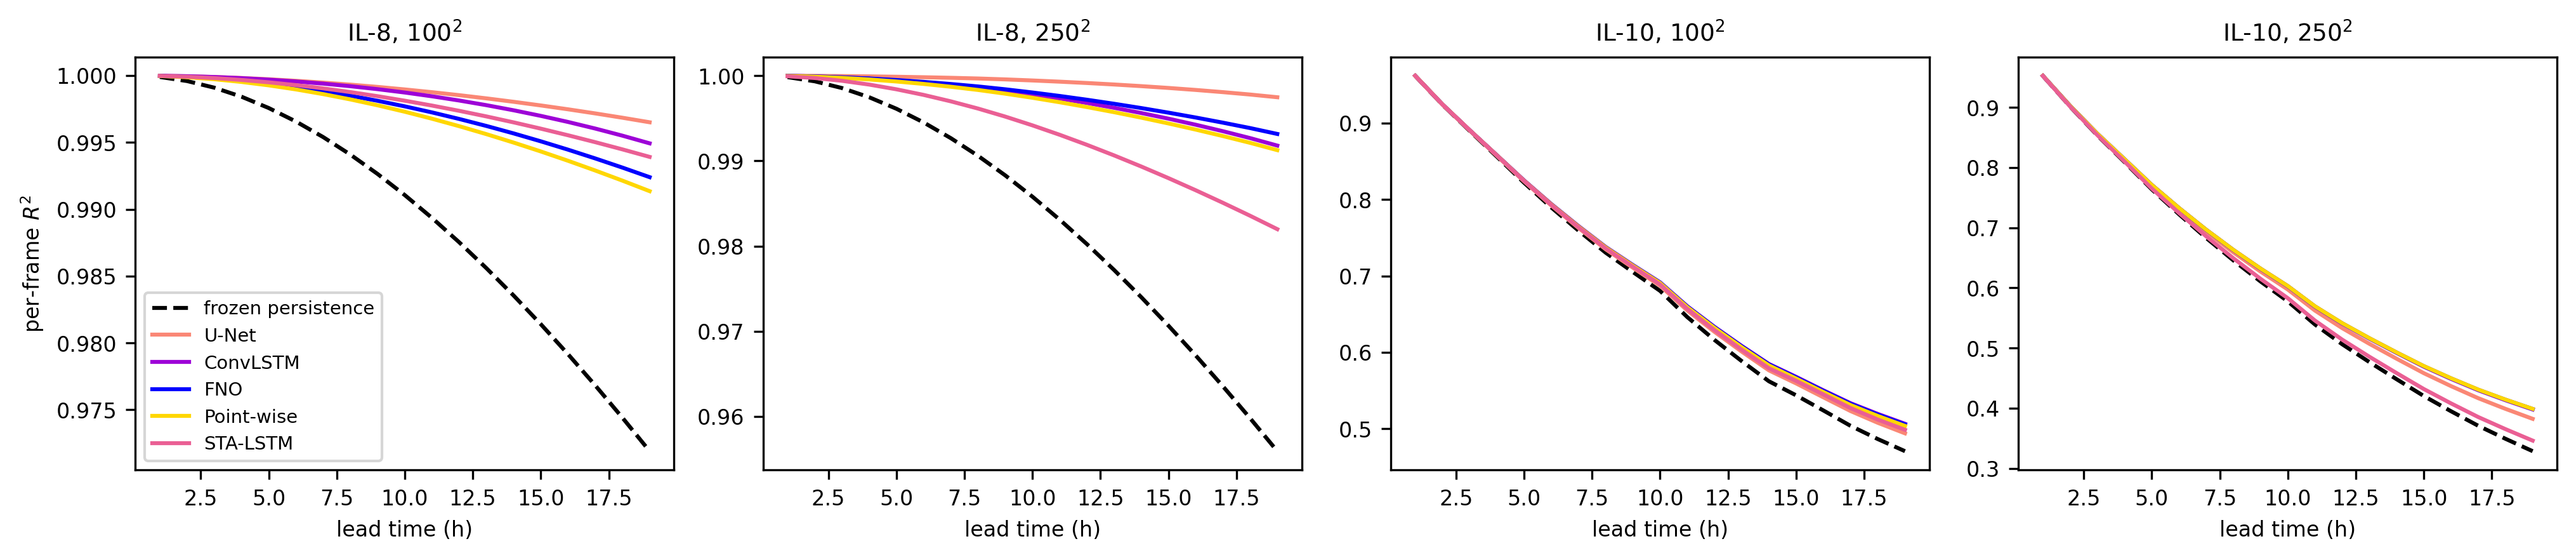 IL-8, 100²
1.000
0.995
0.990
0.985
0.980
0.975
per-frame R²
frozen persistence
U-Net
ConvLSTM
FNO
Point-wise
STA-LSTM
2.5 5.0 7.5 10.0 12.5 15.0 17.5
lead time (h)
IL-8, 250²
1.00
0.99
0.98
0.97
0.96
2.5 5.0 7.5 10.0 12.5 15.0 17.5
lead time (h)
IL-10, 100²
0.9
0.8
0.7
0.6
0.5
2.5 5.0 7.5 10.0 12.5 15.0 17.5
lead time (h)
IL-10, 250²
0.9
0.8
0.7
0.6
0.5
0.4
0.3
2.5 5.0 7.5 10.0 12.5 15.0 17.5
lead time (h)